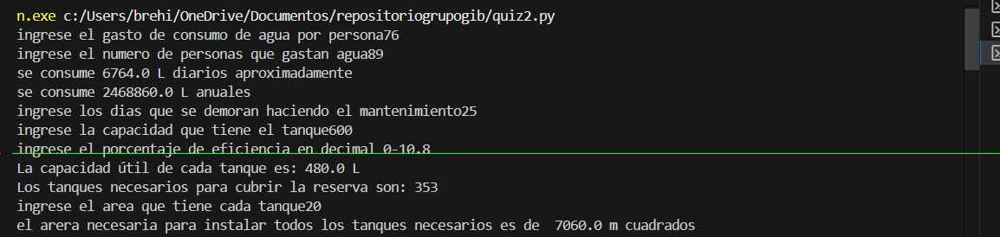 n.exe c:/Users/brehi/OneDrive/Documentos/repositoriogrupogib/quiz2.py
ingrese el gasto de consumo de agua por persona76
ingrese el numero de personas que gastan agua89
se consume 6764.0 L diarios aproximadamente
se consume 2468860.0 L anuales
ingrese los dias que se demoran haciendo el mantenimiento25
ingrese la capacidad que tiene el tanque600
ingrese el porcentaje de eficiencia en decimal 0-10.8
La capacidad útil de cada tanque es: 480.0 L
Los tanques necesarios para cubrir la reserva son: 353
ingrese el area que tiene cada tanque20
el arera necesaria para instalar todos los tanques necesarios es de  7060.0 m cuadrados